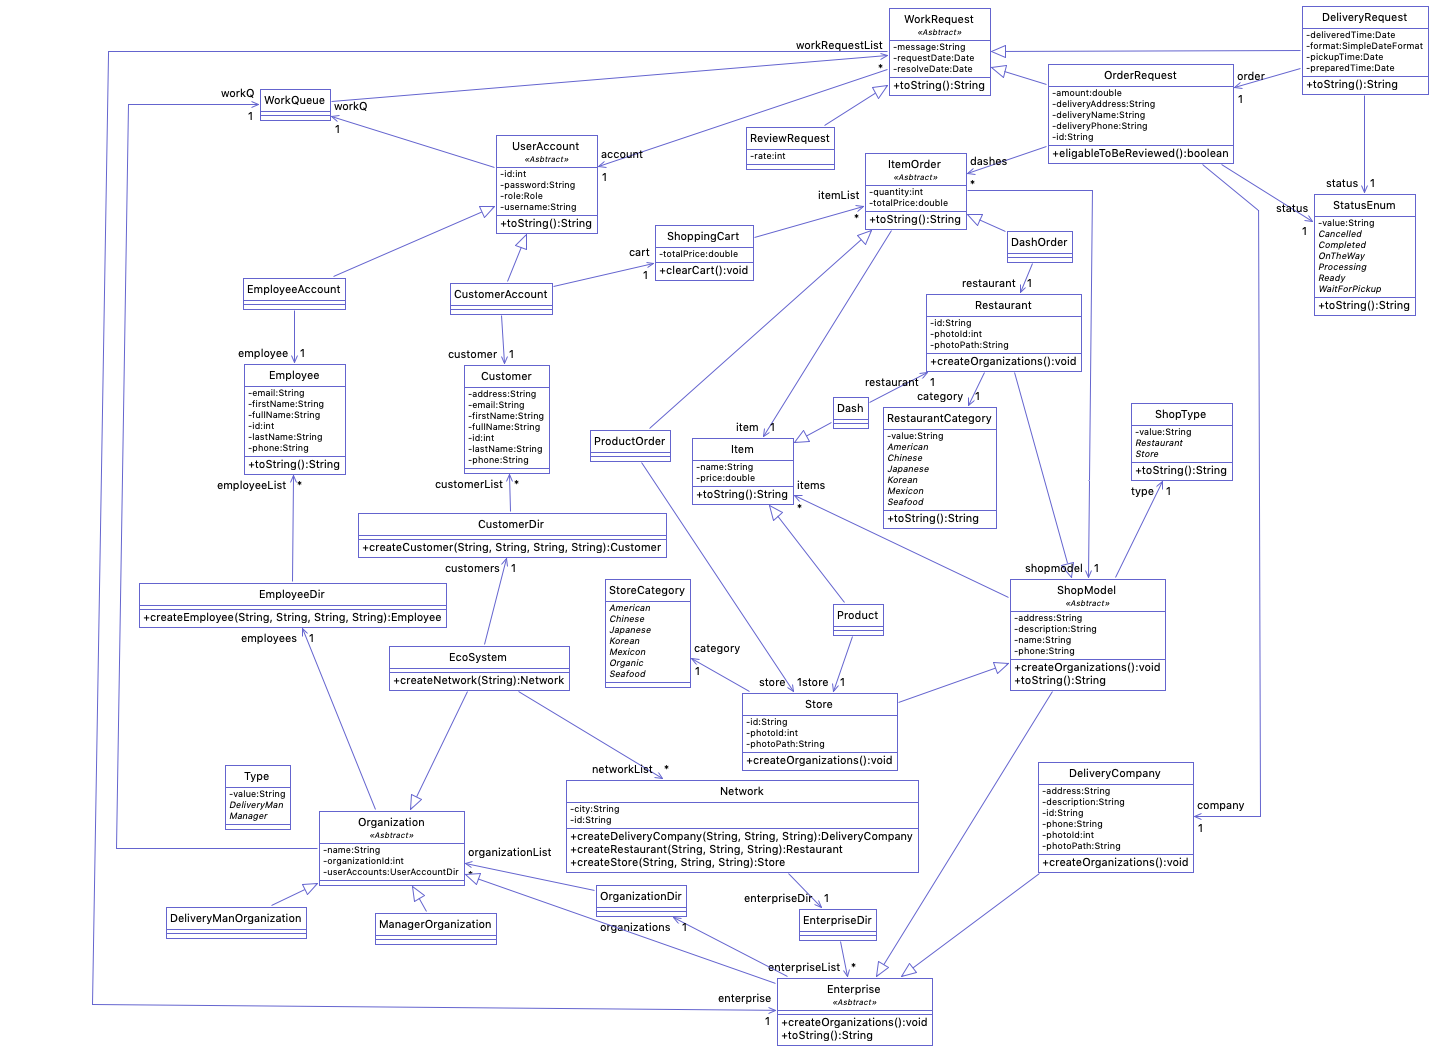 WorkRequest
«Asbtract»
-message:String
-requestDate:Date
-resolveDate:Date
+toString():String
DeliveryRequest
-deliveredTime:Date
-format:SimpleDateFormat
-pickupTime:Date
-preparedTime:Date
+toString():String
workRequestList
*
OrderRequest
-amount:double
-deliveryAddress:String
-deliveryName:String
-deliveryPhone:String
-id:String
+eligableToBeReviewed():boolean
order
1
workQ
1
WorkQueue
workQ
1
ReviewRequest
-rate:int
UserAccount
«Asbtract»
-id:int
-password:String
-role:Role
-username:String
+toString():String
account
1
ItemOrder
«Asbtract»
-quantity:int
-totalPrice:double
+toString():String
dashes
*
itemList
*
status
1
status
1
StatusEnum
-value:String
Cancelled
Completed
OnTheWay
Processing
Ready
WaitForPickup
+toString():String
ShoppingCart
-totalPrice:double
+clearCart():void
cart
1
DashOrder
restaurant
1
EmployeeAccount
CustomerAccount
Restaurant
-id:String
-photoId:int
-photoPath:String
+createOrganizations():void
employee
1
customer
1
Employee
-email:String
-firstName:String
-fullName:String
-id:int
-lastName:String
-phone:String
+toString():String
Customer
-address:String
-email:String
-firstName:String
-fullName:String
-id:int
-lastName:String
-phone:String
restaurant
1
category
1
Dash
RestaurantCategory
-value:String
American
Chinese
Japanese
Korean
Mexicon
Seafood
+toString():String
ShopType
-value:String
Restaurant
Store
+toString():String
type
1
ProductOrder
item
1
Item
-name:String
-price:double
+toString():String
items
*
employeeList
*
customerList
*
CustomerDir
+createCustomer(String, String, String, String):Customer
customers
1
shopmodel
1
EmployeeDir
+createEmployee(String, String, String, String):Employee
employees
1
StoreCategory
American
Chinese
Japanese
Korean
Mexicon
Organic
Seafood
category
1
Product
ShopModel
«Asbtract»
-address:String
-description:String
-name:String
-phone:String
+createOrganizations():void
+toString():String
EcoSystem
+createNetwork(String):Network
store
1
store
1
Store
-id:String
-photoId:int
-photoPath:String
+createOrganizations():void
networkList
*
Type
-value:String
DeliveryMan
Manager
Network
-city:String
-id:String
+createDeliveryCompany(String, String, String):DeliveryCompany
+createRestaurant(String, String, String):Restaurant
+createStore(String, String, String):Store
DeliveryCompany
-address:String
-description:String
-id:String
-phone:String
-photoId:int
-photoPath:String
+createOrganizations():void
company
1
Organization
«Asbtract»
-name:String
-organizationId:int
-userAccounts:UserAccountDir
organizationList
*
OrganizationDir
organizations
1
enterpriseDir
1
EnterpriseDir
DeliveryManOrganization
ManagerOrganization
enterpriseList
*
enterprise
1
Enterprise
«Asbtract»
+createOrganizations():void
+toString():String